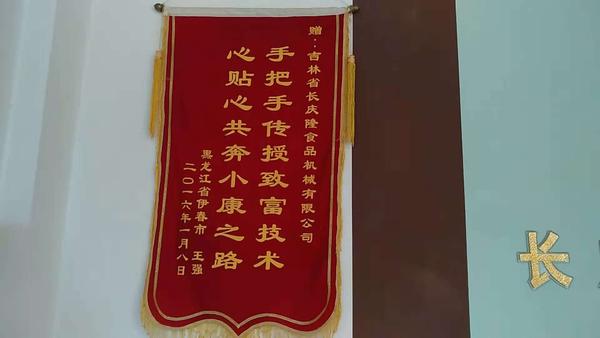 赠：吉林省长庆隆食品机械有限公司
手把手传授致富技术
心贴心共奔小康之路
黑龙江省伊春市 王强
二〇一六年一月八日
长